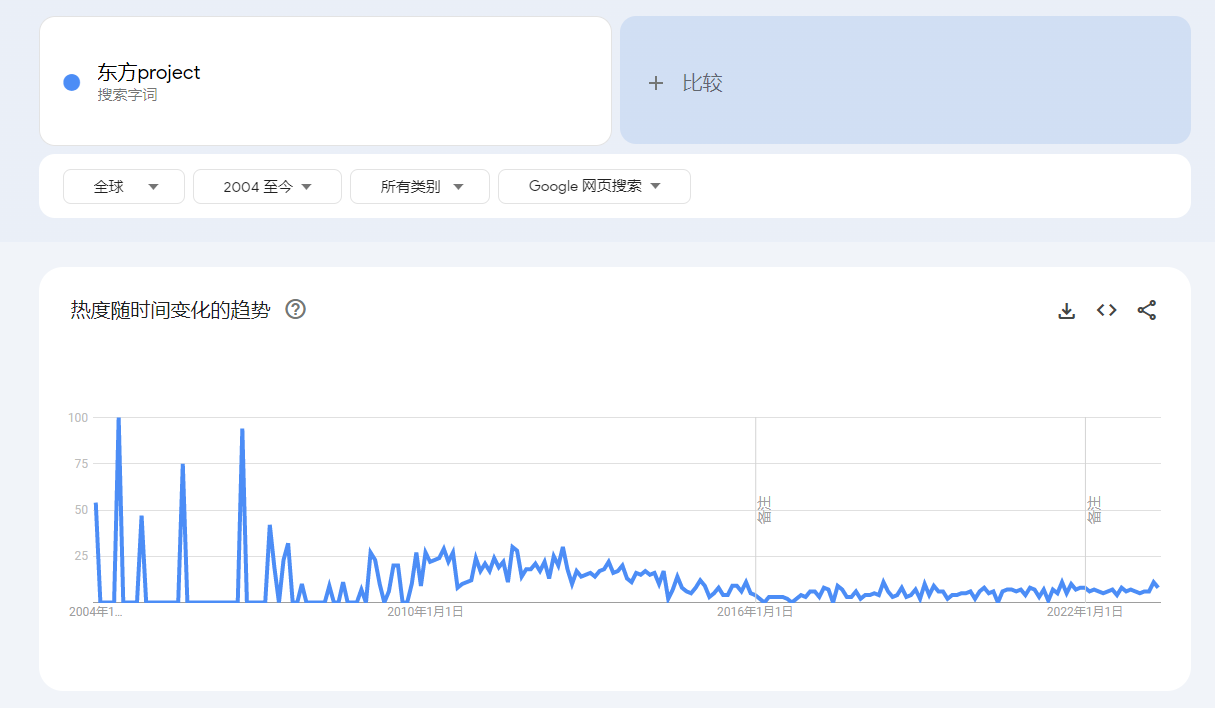 东方project
搜索字词
+ 比较
全球
2004 至今
所有类别
Google 网页搜索
热度随时间变化的趋势
100
75
50
25
备注
备注
2004年1…
2010年1月1日
2016年1月1日
2022年1月1日